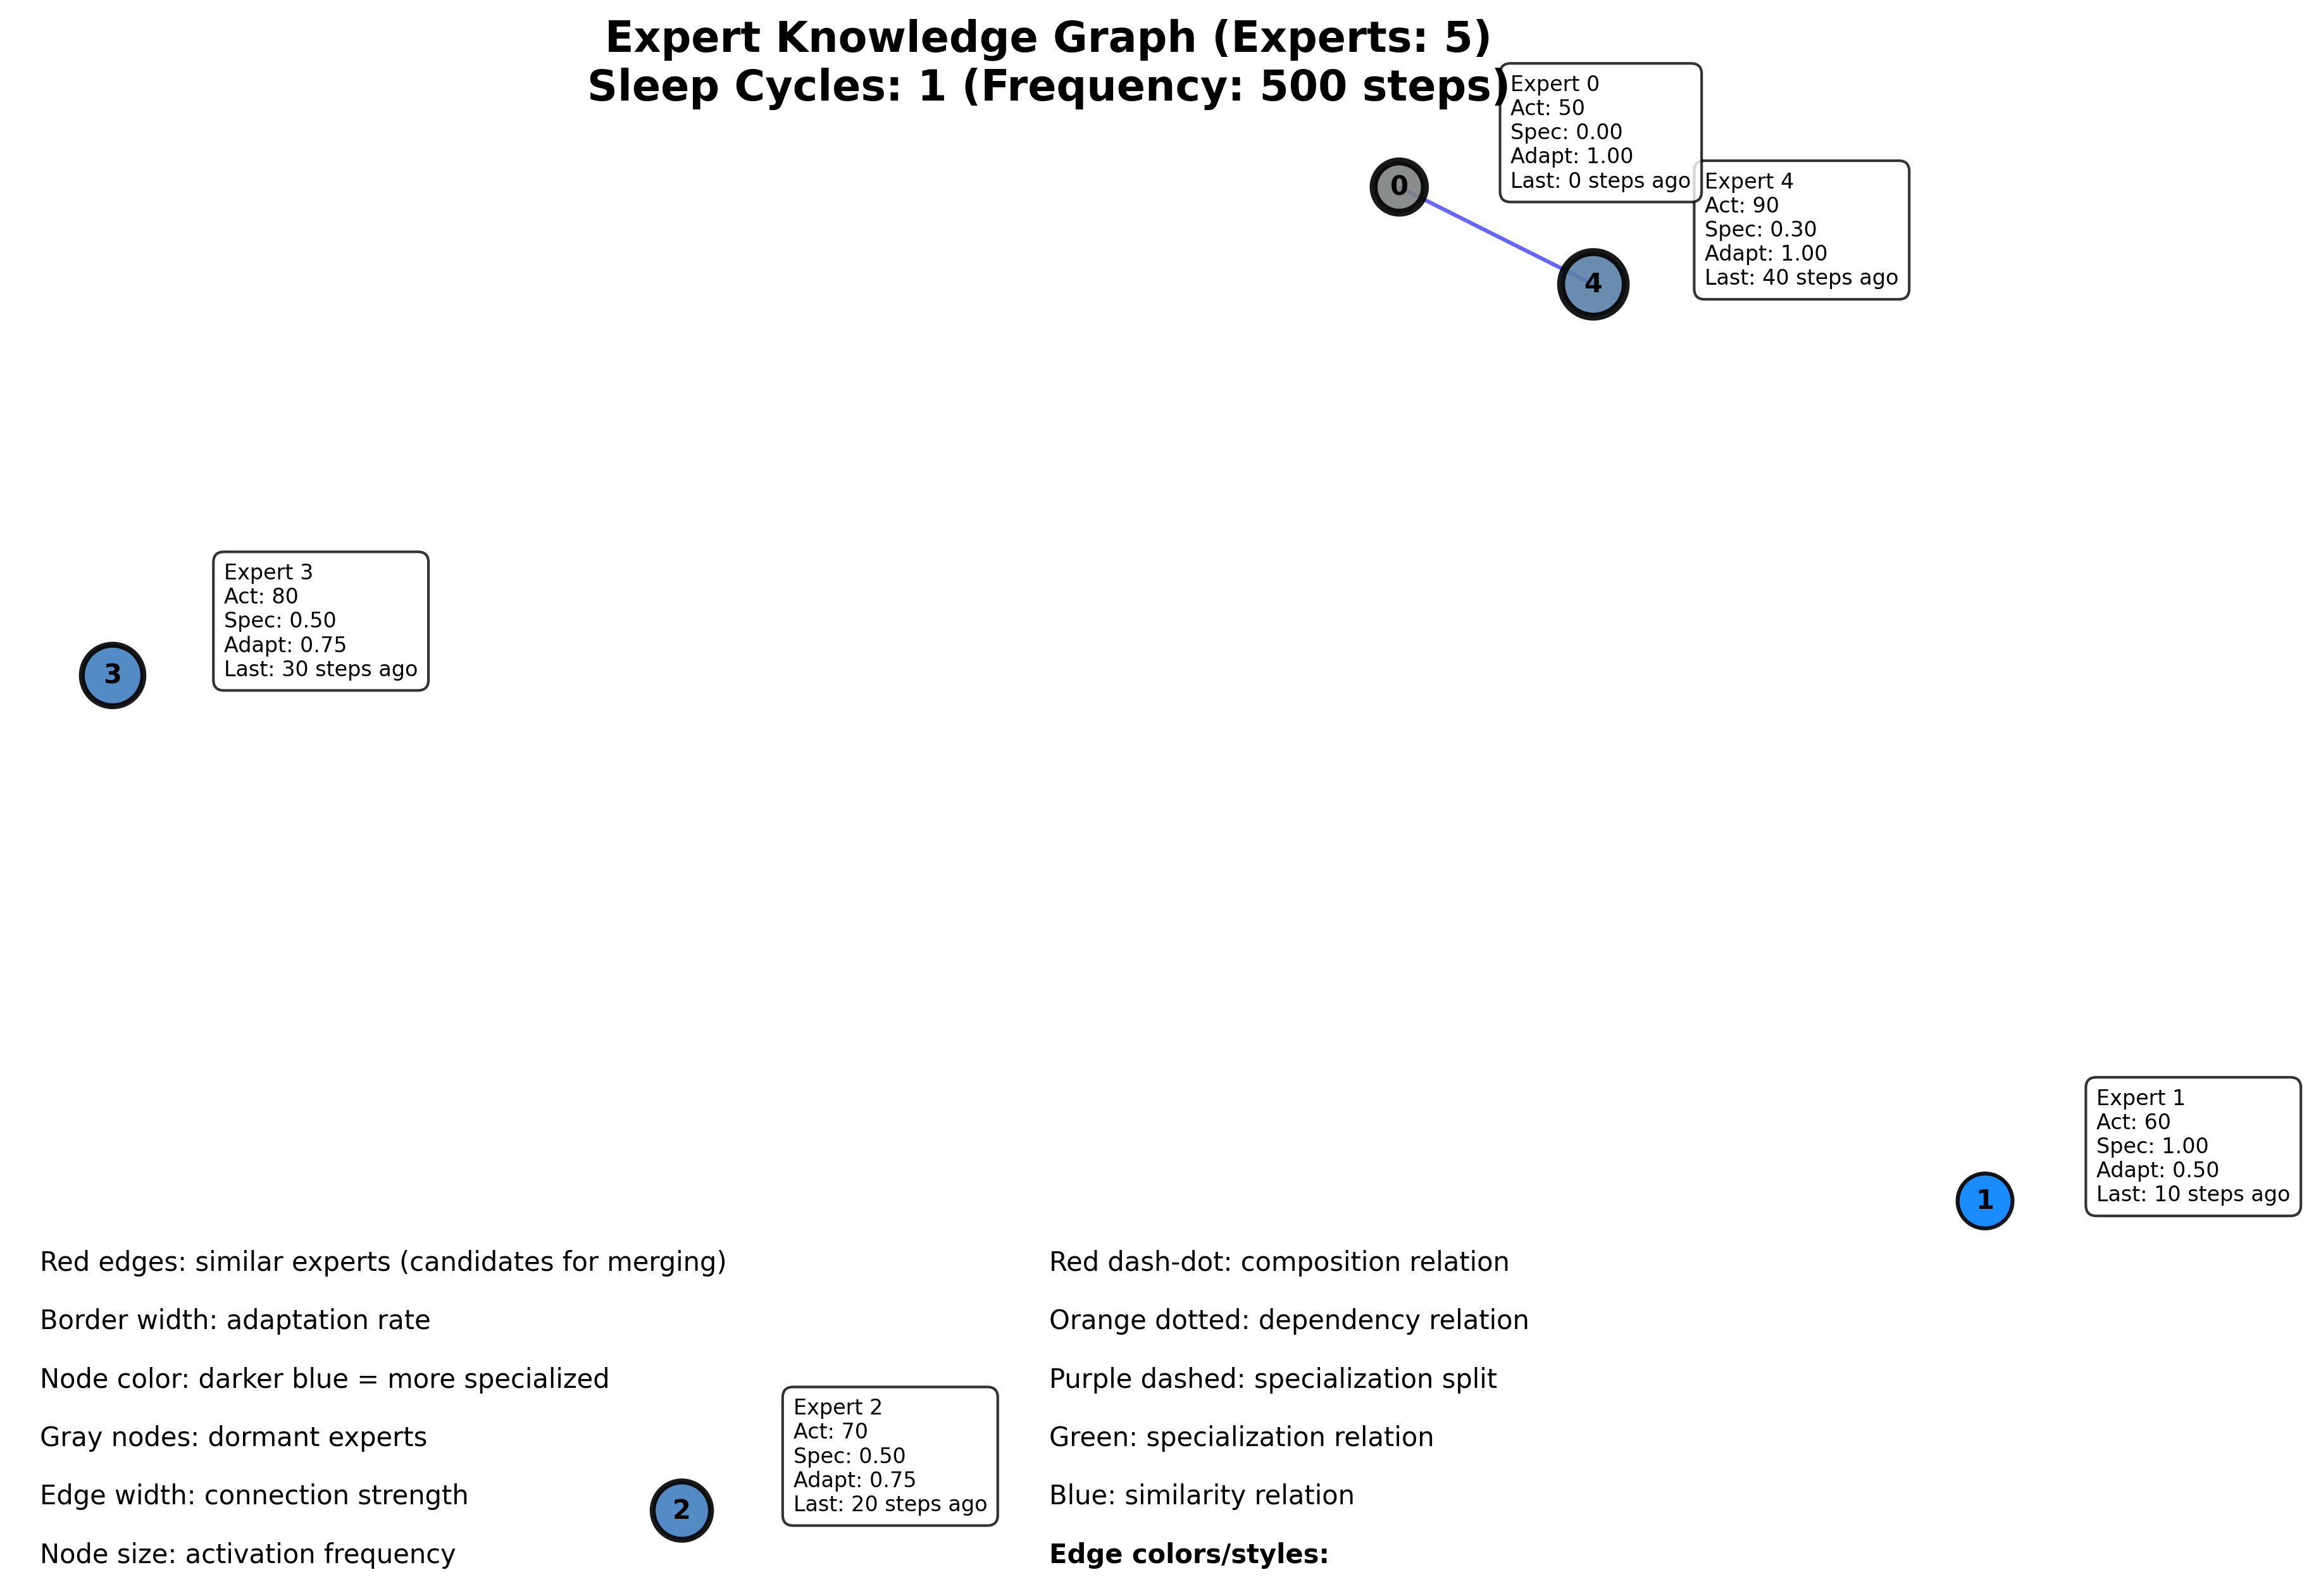 Expert Knowledge Graph (Experts: 5)
Sleep Cycles: 1 (Frequency: 500 steps)
Expert 0
Act: 50
Spec: 0.00
Adapt: 1.00
Last: 0 steps ago
0
Expert 4
Act: 90
Spec: 0.30
Adapt: 1.00
Last: 40 steps ago
4
Expert 3
Act: 80
Spec: 0.50
Adapt: 0.75
Last: 30 steps ago
3
Expert 1
Act: 60
Spec: 1.00
Adapt: 0.50
Last: 10 steps ago
1
Red edges: similar experts (candidates for merging)
Border width: adaptation rate
Node color: darker blue = more specialized
Gray nodes: dormant experts
Edge width: connection strength
Node size: activation frequency
Expert 2
Act: 70
Spec: 0.50
Adapt: 0.75
Last: 20 steps ago
2
Red dash-dot: composition relation
Orange dotted: dependency relation
Purple dashed: specialization split
Green: specialization relation
Blue: similarity relation
Edge colors/styles: